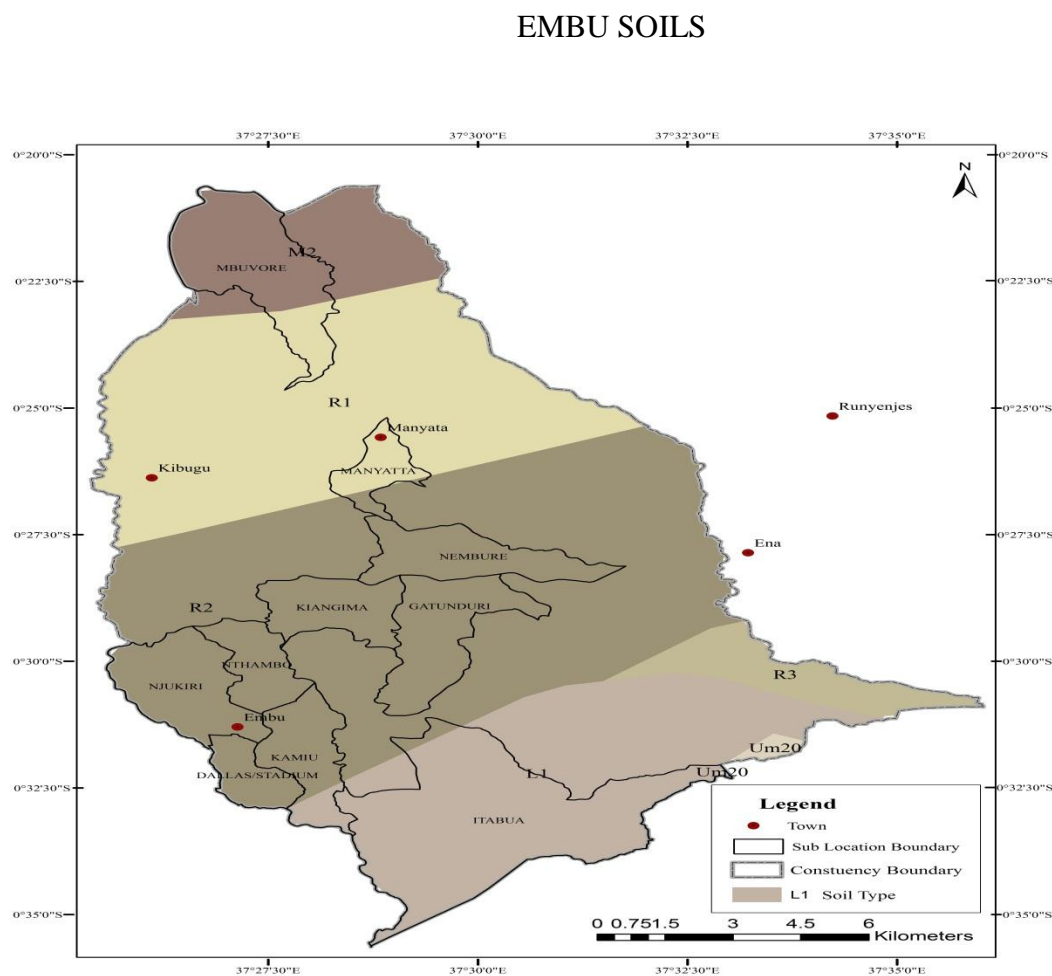 EMBU SOILS
37°27'30"E 37°30'0"E 37°32'30"E 37°35'0"E
0°20'0"S 0°20'0"S
N
M2
MBUVORE
0°22'30"S 0°22'30"S
R1
0°25'0"S 0°25'0"S
Runyenjes
Manyata
Kibugu
MANYATTA
0°27'30"S 0°27'30"S
Ena
NEMBURE
R2
KIANGIMA
GATUNDURI
0°30'0"S 0°30'0"S
NTHAMBO
R3
NJUKIRI
Embu
KAMIU
Um20
DALLAS/STADIUM
L1
Um20
0°32'30"S 0°32'30"S
ITABUA
Legend
Town
Sub Location Boundary
Constuency Boundary
L1 Soil Type
0°35'0"S 0°35'0"S
0 0.75 1.5 3 4.5 6
Kilometers
37°27'30"E 37°30'0"E 37°32'30"E 37°35'0"E